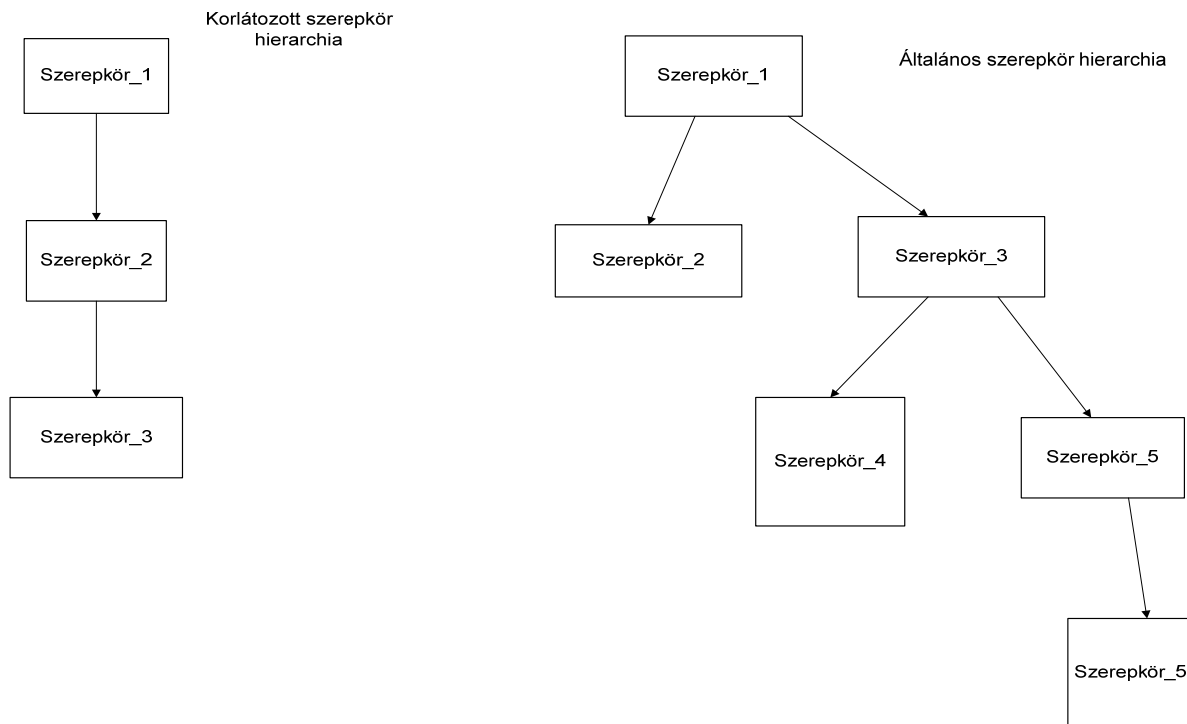 Korlátozott szerepkör
hierarchia
Szerepkör_1
Szerepkör_2
Szerepkör_3
Általános szerepkör hierarchia
Szerepkör_1
Szerepkör_2
Szerepkör_3
Szerepkör_4
Szerepkör_5
Szerepkör_5